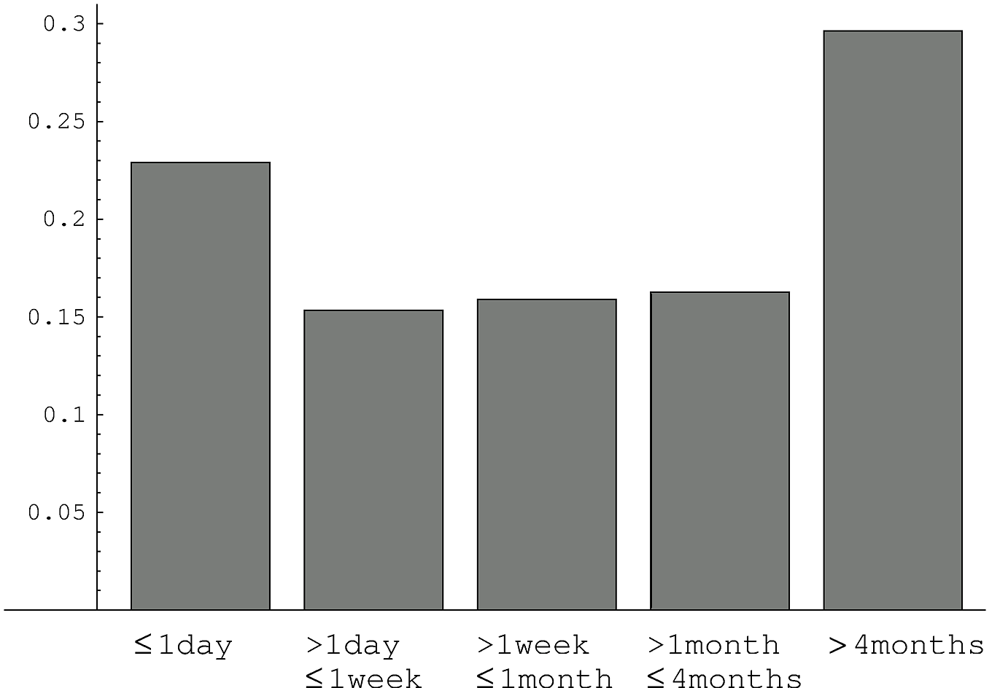 0.3
0.25
0.2
0.15
0.1
0.05
≤1day
>1day
≤1week
>1week
≤1month
>1month
≤4months
>4months